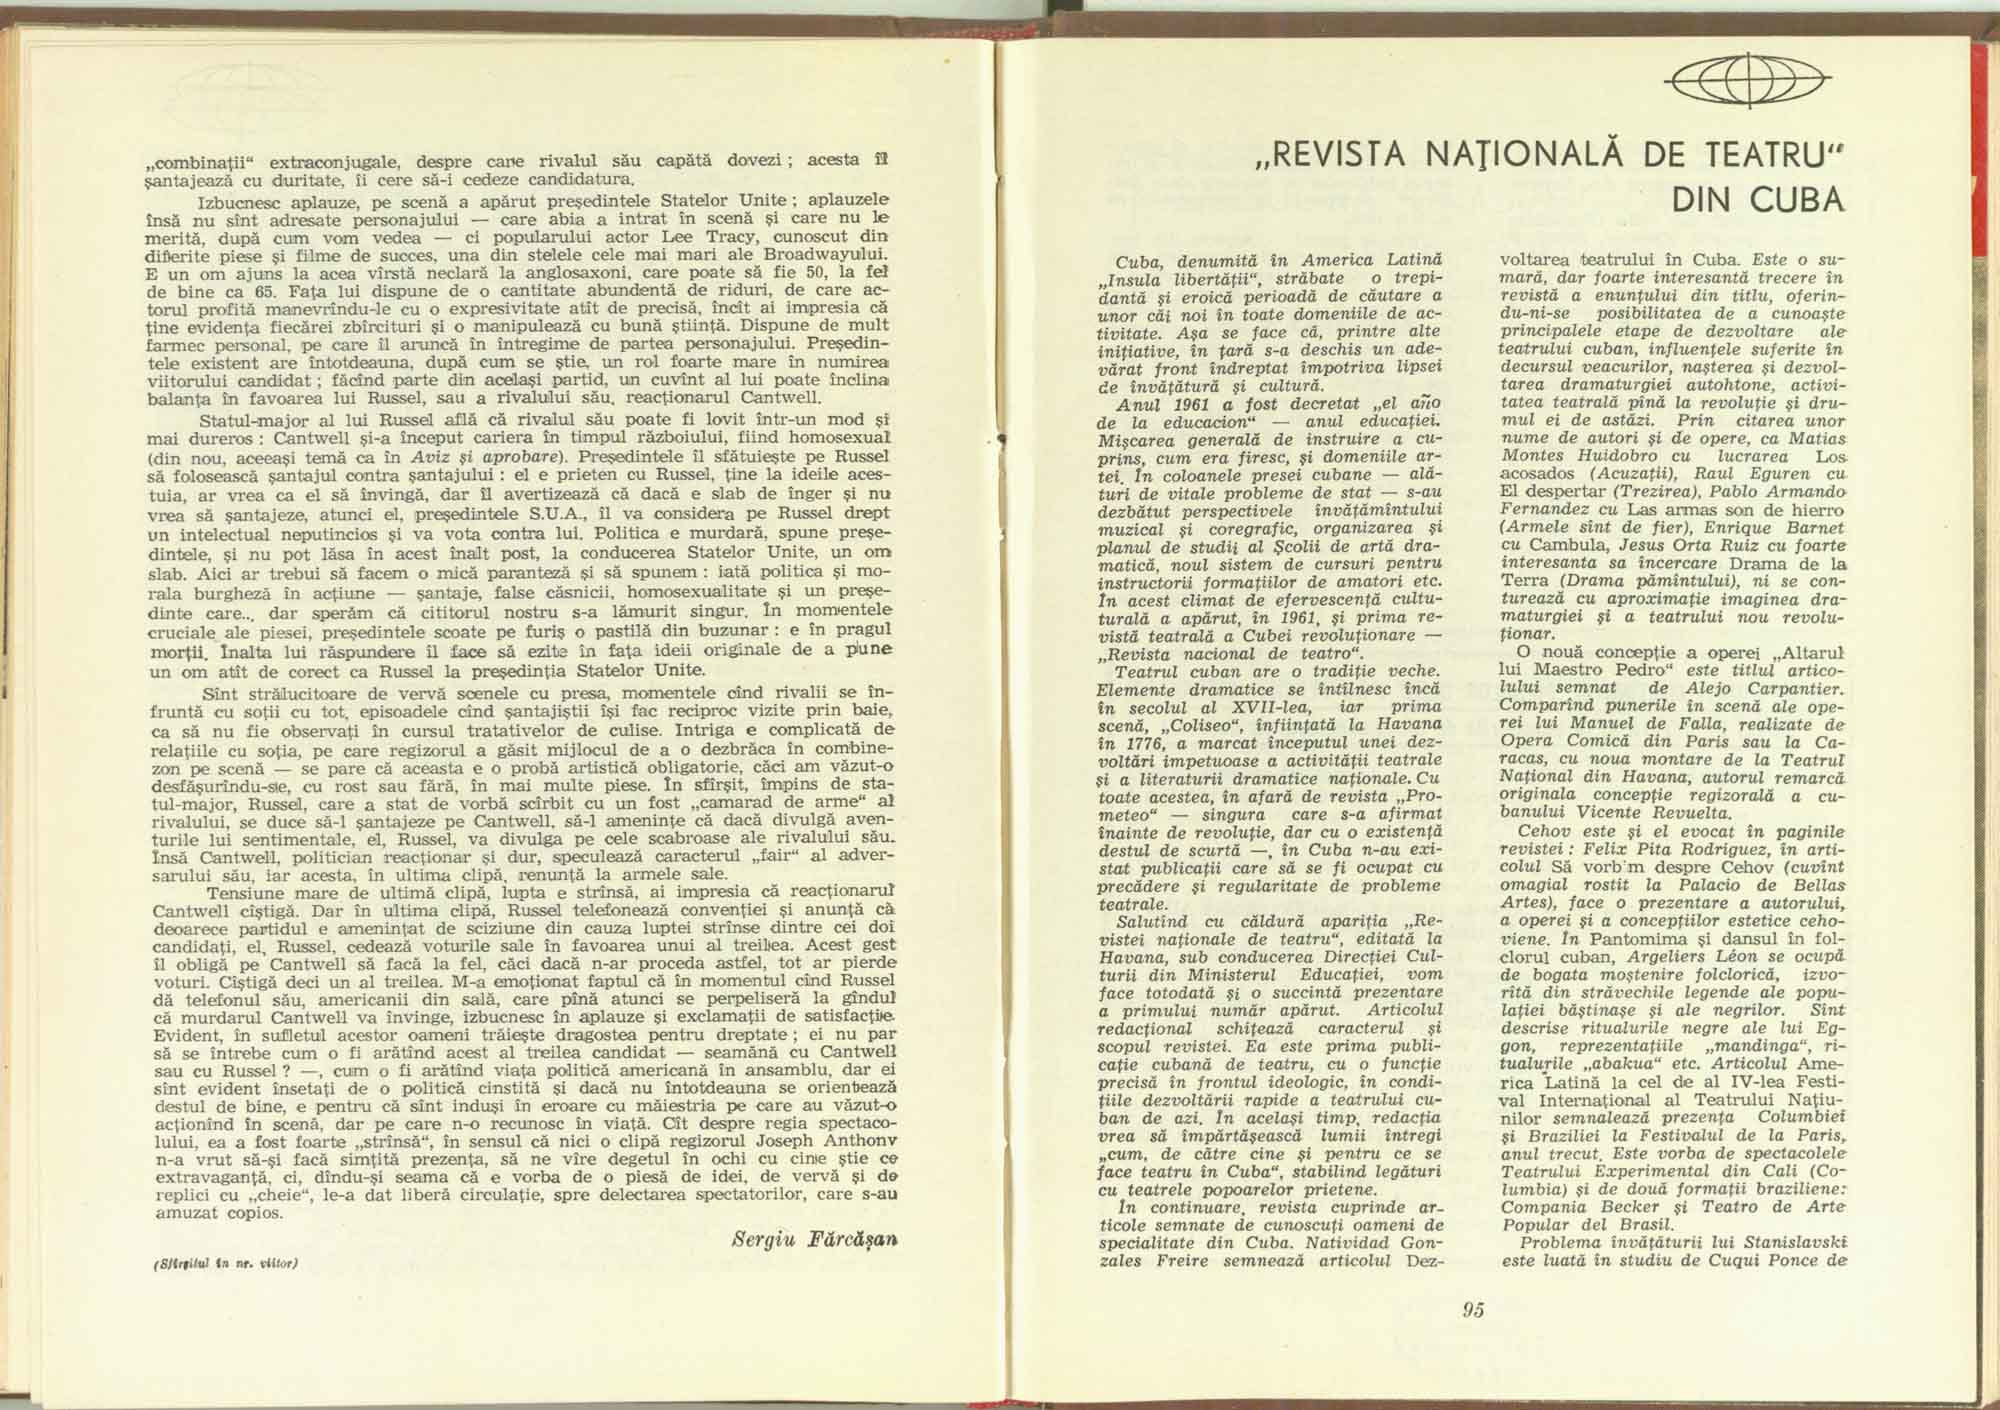 „combinații“ extraconjugale, despre care rivalul său capătă dovezi ; acesta îl
șantajează cu duritate, îi cere să-i cedeze candidatura.
Izbucnesc aplauze, pe scenă a apărut președintele Statelor Unite ; aplauzele
însă nu sînt adresate personajului — care abia a intrat în scenă și care nu le
merită, după cum vom vedea — ci popularului actor Lee Tracy, cunoscut din
diferite piese și filme de succes, una din stelele cele mai mari ale Broadwayului.
E un om ajuns la acea vîrstă neclară la anglosaxoni, care poate să fie 50, la fel
de bine ca 65. Fața lui dispune de o cantitate abundentă de riduri, de care ac-
torul profită manevrîndu-le cu o expresivitate atît de precisă, încît ai impresia că
ține evidența fiecărei zbîrcituri și o manipulează cu bună știință. Dispune de mult
farmec personal, pe care îl aruncă în întregime de partea personajului. Președin-
tele existent are întotdeauna, după cum se știe, un rol foarte mare în numirea
viitorului candidat ; făcînd parte din același partid, un cuvînt al lui poate înclina
balanța în favoarea lui Russel, sau a rivalului său, reacționarul Cantwell.
Statul-major al lui Russel află că rivalul său poate fi lovit într-un mod și
mai dureros : Cantwell și-a început cariera în timpul războiului, fiind homosexual
(din nou, aceeași temă ca în Aviz și aprobare). Președintele îl sfătuiește pe Russel
să folosească șantajul contra șantajului : el e prieten cu Russel, ține la ideile aces-
tuia, ar vrea ca el să învingă, dar îl avertizează că dacă e slab de înger și nu
vrea să șantajeze, atunci el, președintele S.U.A., îl va considera pe Russel drept
un intelectual neputincios și va vota contra lui. Politica e murdară, spune preșe-
dintele, și nu pot lăsa în acest înalt post, la conducerea Statelor Unite, un om
slab. Aici ar trebui să facem o mică paranteză și să spunem : iată politica și mo-
rala burgheză în acțiune — șantaje, false căsnicii, homosexualitate și un preșe-
dinte care... dar sperăm că cititorul nostru s-a lămurit singur. În momentele
cruciale ale piesei, președintele scoate pe furiș o pastilă din buzunar : e în pragul
morții. Înalta lui răspundere îl face să ezite în fața ideii originale de a pune
un om atît de corect ca Russel la președinția Statelor Unite.
Sînt strălucitoare de vervă scenele cu presa, momentele cînd rivalii se în-
fruntă cu soții cu tot, episoadele cînd șantajiștii își fac reciproc vizite prin baie,
ca să nu fie observați în cursul tratativelor de culise. Intriga e complicată de
relațiile cu soția, pe care regizorul a găsit mijlocul de a o dezbrăca în combine-
zon pe scenă — se pare că aceasta e o probă artistică obligatorie, căci am văzut-o
desfășurîndu-se, cu rost sau fără, în mai multe piese. În sfîrșit, împins de sta-
tul-major, Russel, care a stat de vorbă scîrbit cu un fost „camarad de arme“ al
rivalului, se duce să-l șantajeze pe Cantwell, să-l amenințe că dacă divulgă aven-
turile lui sentimentale, el, Russel, va divulga pe cele scabroase ale rivalului său.
Însă Cantwell, politician reacționar și dur, speculează caracterul „fair“ al adver-
sarului său, iar acesta, în ultima clipă, renunță la armele sale.
Tensiune mare de ultimă clipă, lupta e strînsă, ai impresia că reacționarul
Cantwell cîștigă. Dar în ultima clipă, Russel telefonează convenției și anunță că
deoarece partidul e amenințat de sciziune din cauza luptei strînse dintre cei doi
candidați, el, Russel, cedează voturile sale în favoarea unui al treilea. Acest gest
îl obligă pe Cantwell să facă la fel, căci dacă n-ar proceda astfel, tot ar pierde
voturi. Cîștigă deci un al treilea. M-a emoționat faptul că în momentul cînd Russel
dă telefonul său, americanii din sală, care pînă atunci se perpeliseră la gîndul
că murdarul Cantwell va învinge, izbucnesc în aplauze și exclamații de satisfacție.
Evident, în sufletul acestor oameni trăiește dragostea pentru dreptate ; ei nu par
să se întrebe cum o fi arătînd acest al treilea candidat — seamănă cu Cantwell
sau cu Russel ? —, cum o fi arătînd viața politică americană în ansamblu, dar ei
sînt evident însetați de o politică cinstită și dacă nu întotdeauna se orientează
destul de bine, e pentru că sînt induși în eroare cu măiestria pe care au văzut-o
acționînd în scenă, dar pe care n-o recunosc în viață. Cît despre regia spectaco-
lului, ea a fost foarte „strînsă“, în sensul că nici o clipă regizorul Joseph Anthony
n-a vrut să-și facă simțită prezența, să ne vîre degetul în ochi cu cine știe ce
extravaganță, ci, dîndu-și seama că e vorba de o piesă de idei, de vervă și de
replici cu „cheie“, le-a dat liberă circulație, spre delectarea spectatorilor, care s-au
amuzat copios.
Sergiu Fărcășan
(Sfîrșitul în nr. viitor)
„REVISTA NAȚIONALĂ DE TEATRU“
DIN CUBA
Cuba, denumită în America Latină
„Insula libertății“, străbate o trepi-
dantă și eroică perioadă de căutare a
unor căi noi în toate domeniile de ac-
tivitate. Așa se face că, printre alte
inițiative, în țară s-a deschis un ade-
vărat front îndreptat împotriva lipsei
de învățătură și cultură.
Anul 1961 a fost decretat „el año
de la educacion“ — anul educației.
Mișcarea generală de instruire a cu-
prins, cum era firesc, și domeniile ar-
tei. În coloanele presei cubane — ală-
turi de vitale probleme de stat — s-au
dezbătut perspectivele învățămîntului
muzical și coregrafic, organizarea și
planul de studii al Școlii de artă dra-
matică, noul sistem de cursuri pentru
instructorii formațiilor de amatori etc.
În acest climat de efervescență cultu-
turală a apărut, în 1961, și prima re-
vistă teatrală a Cubei revoluționare —
„Revista nacional de teatro“.
Teatrul cuban are o tradiție veche.
Elemente dramatice se întîlnesc încă
în secolul al XVII-lea, iar prima
scenă, „Coliseo“, înființată la Havana
în 1776, a marcat începutul unei dez-
voltări impetuoase a activității teatrale
și a literaturii dramatice naționale. Cu
toate acestea, în afară de revista „Pro-
meteo“ — singura care s-a afirmat
înainte de revoluție, dar cu o existență
destul de scurtă —, în Cuba n-au exi-
stat publicații care să se fi ocupat cu
precădere și regularitate de probleme
teatrale.
Salutînd cu căldură apariția „Re-
vistei naționale de teatru“, editată la
Havana, sub conducerea Direcției Cul-
turii din Ministerul Educației, vom
face totodată și o succintă prezentare
a primului număr apărut. Articolul
redacțional schițează caracterul și
scopul revistei. Ea este prima publi-
cație cubană de teatru, cu o funcție
precisă în frontul ideologic, în condi-
țiile dezvoltării rapide a teatrului cu-
ban de azi. În același timp, redacția
vrea să împărtășească lumii întregi
„cum, de către cine și pentru ce se
face teatru în Cuba“, stabilind legături
cu teatrele popoarelor prietene.
În continuare, revista cuprinde ar-
ticole semnate de cunoscuți oameni de
specialitate din Cuba. Natividad Gon-
zales Freire semnează articolul Dez-
voltarea teatrului în Cuba. Este o su-
mară, dar foarte interesantă trecere în
revistă a enunțului din titlu, oferin-
du-ni-se posibilitatea de a cunoaște
principalele etape de dezvoltare ale
teatrului cuban, influențele suferite în
decursul veacurilor, nașterea și dezvol-
tarea dramaturgiei autohtone, activi-
tatea teatrală pînă la revoluție și dru-
mul ei de astăzi. Prin citarea unor
nume de autori și de opere, ca Matias
Montes Huidobro cu lucrarea Los
acosados (Acuzații), Raul Eguren cu
El despertar (Trezirea), Pablo Armando
Fernandez cu Las armas son de hierro
(Armele sînt de fier), Enrique Barnet
cu Cambula, Jesus Orta Ruiz cu foarte
interesanta sa încercare Drama de la
Terra (Drama pămîntului), ni se con-
turează cu aproximație imaginea dra-
maturgiei și a teatrului nou revolu-
ționar.
O nouă concepție a operei „Altarul
lui Maestro Pedro“ este titlul artico-
lului semnat de Alejo Carpantier.
Comparînd punerile în scenă ale ope-
rei lui Manuel de Falla, realizate de
Opera Comică din Paris sau la Ca-
racas, cu noua montare de la Teatrul
Național din Havana, autorul remarcă
originala concepție regizorală a cu-
banului Vicente Revuelta.
Cehov este și el evocat în paginile
revistei : Felix Pita Rodriguez, în arti-
colul Să vorbim despre Cehov (cuvînt
omagial rostit la Palacio de Bellas
Artes), face o prezentare a autorului,
a operei și a concepțiilor estetice ceho-
viene. În Pantomima și dansul în fol-
clorul cuban, Argeliers Léon se ocupă
de bogata moștenire folclorică, izvo-
rîtă din străvechile legende ale popu-
lației băștinașe și ale negrilor. Sînt
descrise ritualurile negre ale lui Eg-
gon, reprezentațiile „mandinga“, ri-
tualurile „abakua“ etc. Articolul Ame-
rica Latină la cel de al IV-lea Festi-
val Internațional al Teatrului Națiu-
nilor semnalează prezența Columbiei
și Braziliei la Festivalul de la Paris,
anul trecut. Este vorba de spectacolele
Teatrului Experimental din Cali (Co-
lumbia) și de două formații braziliene:
Compania Becker și Teatro de Arte
Popular del Brasil.
Problema învățăturii lui Stanislavski
este luată în studiu de Cuqui Ponce de
95